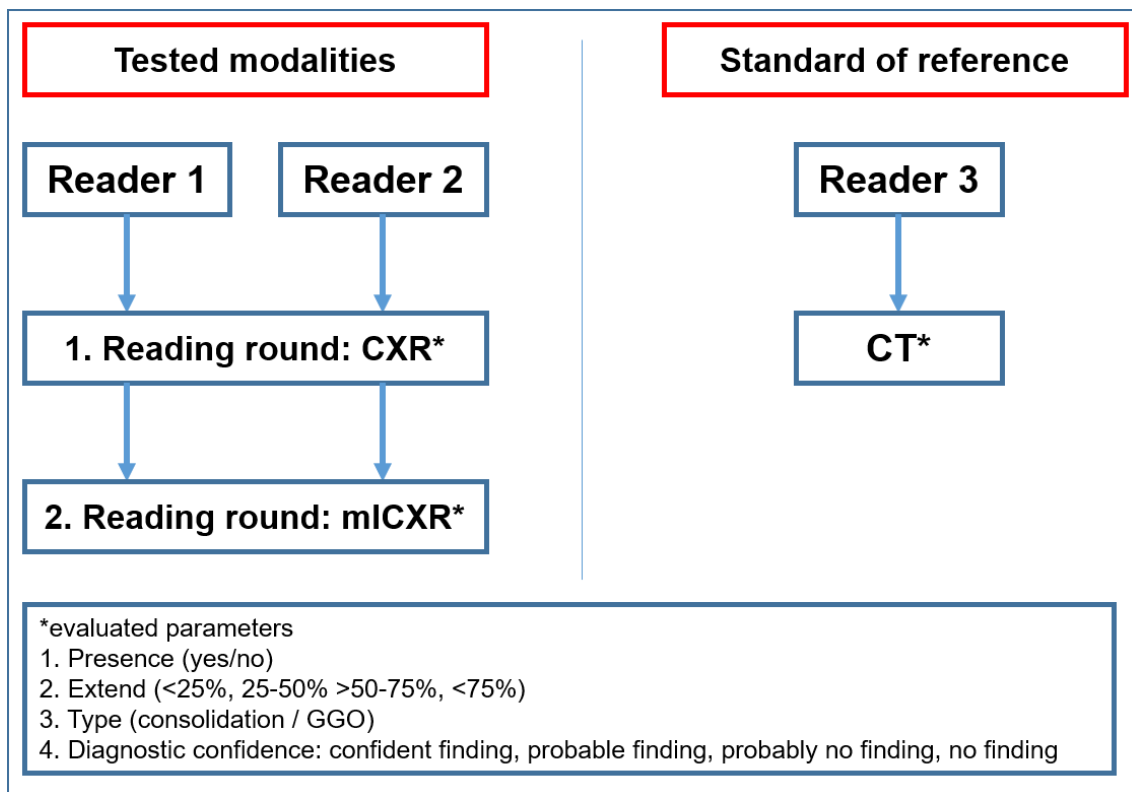 Tested modalities
Standard of reference
Reader 1
Reader 2
Reader 3
1. Reading round: CXR*
CT*
2. Reading round: mlCXR*
*evaluated parameters
1. Presence (yes/no)
2. Extend (<25%, 25-50% >50-75%, <75%)
3. Type (consolidation / GGO)
4. Diagnostic confidence: confident finding, probable finding, probably no finding, no finding